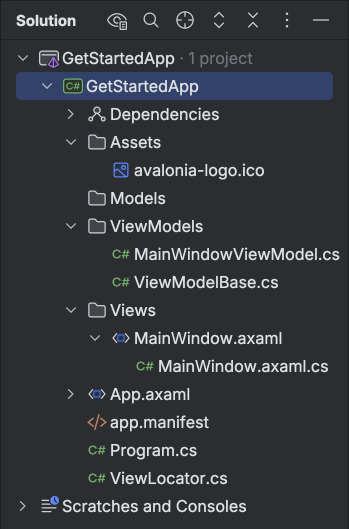 Solution
GetStartedApp · 1 project
C# GetStartedApp
Dependencies
Assets
avalonia-logo.ico
Models
ViewModels
C# MainWindowViewModel.cs
C# ViewModelBase.cs
Views
MainWindow.axaml
C# MainWindow.axaml.cs
App.axaml
app.manifest
C# Program.cs
C# ViewLocator.cs
Scratches and Consoles